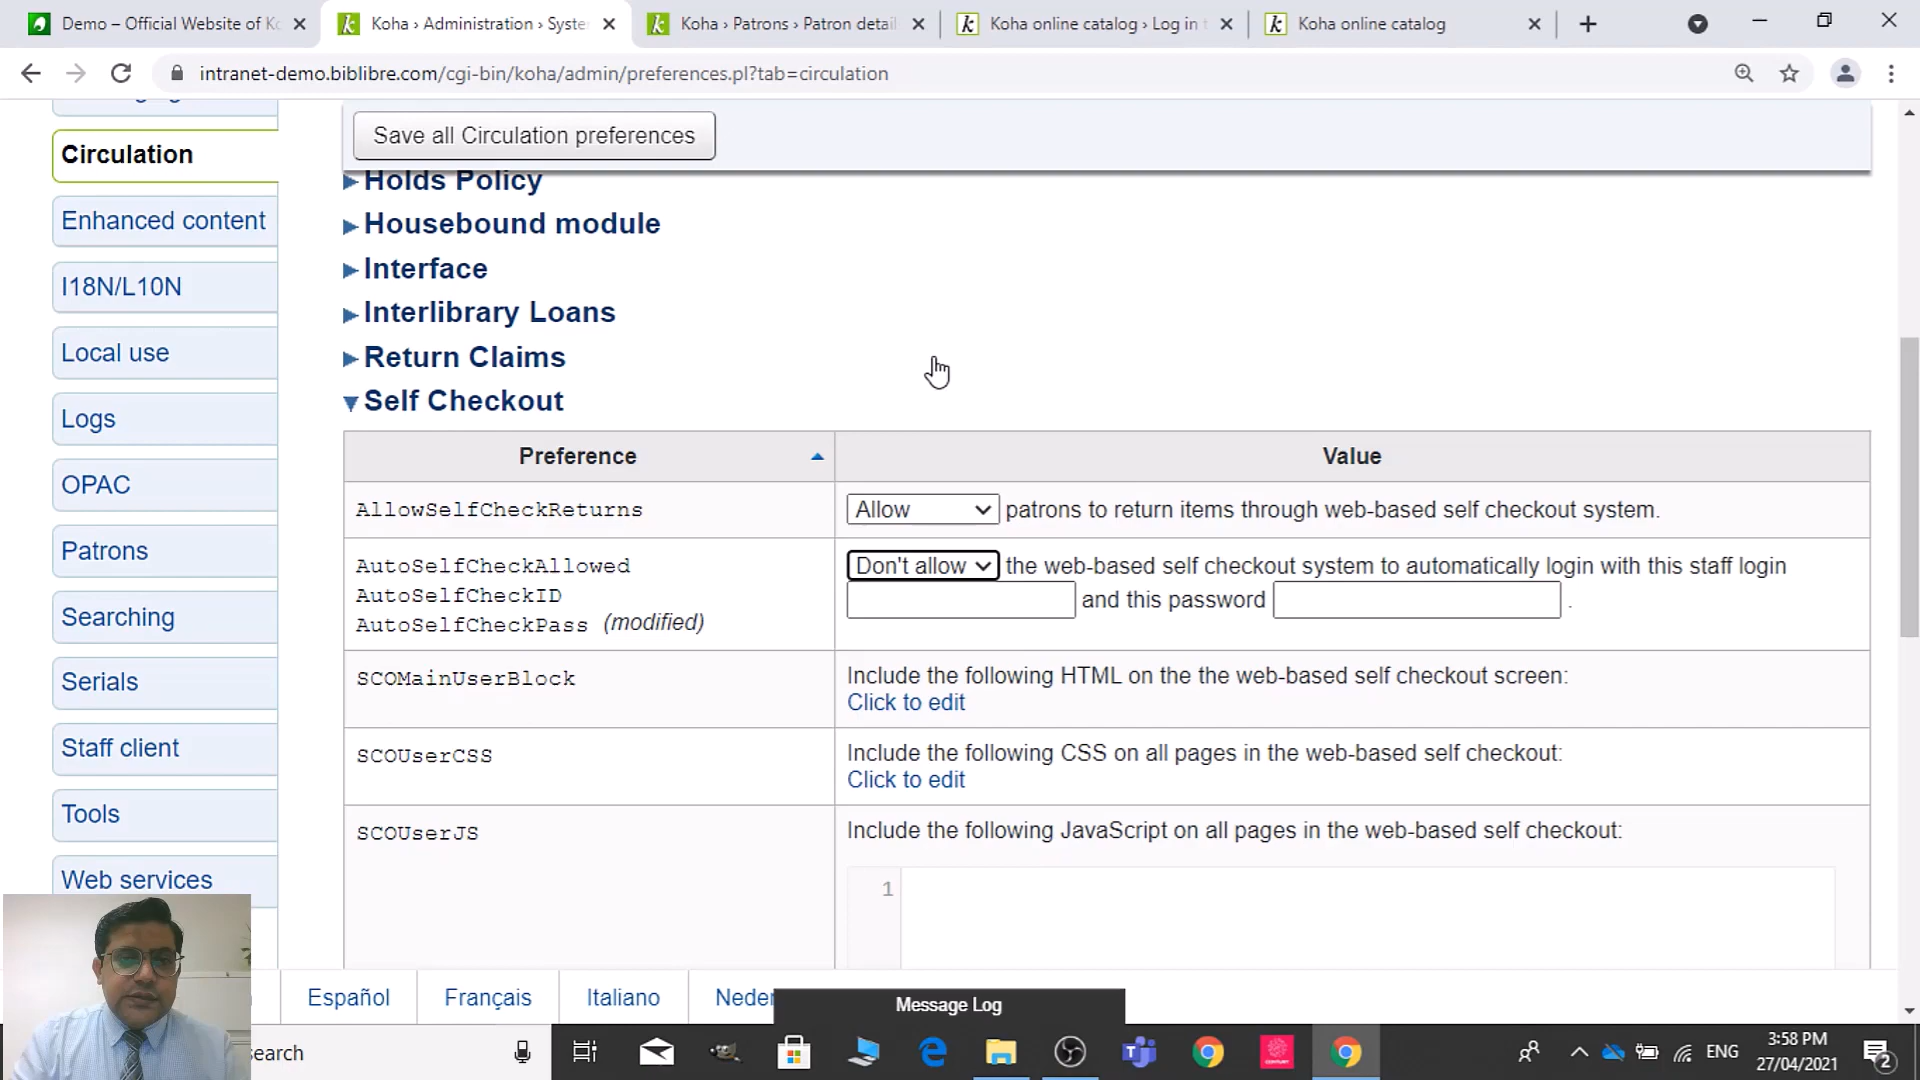 Demo – Official Website of Ko
Koha › Administration › Syste
Koha › Patrons › Patron detail
Koha online catalog › Log in t
Koha online catalog
intranet-demo.biblibre.com/cgi-bin/koha/admin/preferences.pl?tab=circulation
Save all Circulation preferences
Circulation
Enhanced content
I18N/L10N
Local use
Logs
OPAC
Patrons
Searching
Serials
Staff client
Tools
Web services
Holds Policy
Housebound module
Interface
Interlibrary Loans
Return Claims
Self Checkout
Preference
Value
AllowSelfCheckReturns
Allow patrons to return items through web-based self checkout system.
AutoSelfCheckAllowed
AutoSelfCheckID
AutoSelfCheckPass (modified)
Don't allow the web-based self checkout system to automatically login with this staff login
and this password .
SCOMainUserBlock
Include the following HTML on the the web-based self checkout screen:
Click to edit
SCOUserCSS
Include the following CSS on all pages in the web-based self checkout:
Click to edit
SCOUserJS
Include the following JavaScript on all pages in the web-based self checkout:
1
Español
Français
Italiano
Neder
Message Log
earch
ENG
3:58 PM
27/04/2021
2